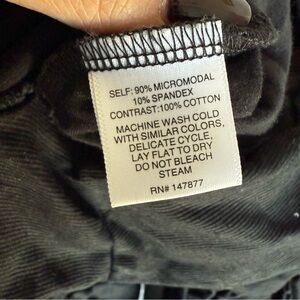 SELF: 90% MICROMODAL
10% SPANDEX
CONTRAST: 100% COTTON
MACHINE WASH COLD
WITH SIMILAR COLORS,
DELICATE CYCLE.
LAY FLAT TO DRY
DO NOT BLEACH
STEAM
RN# 147877